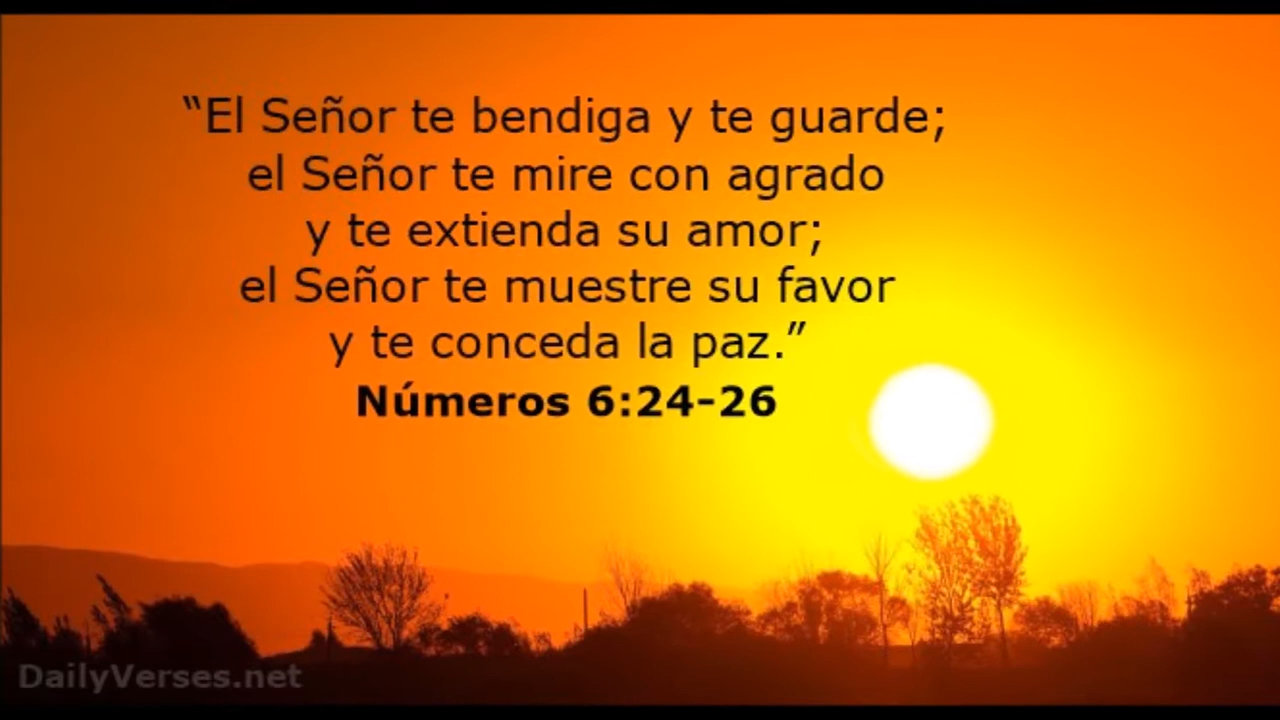 “El Señor te bendiga y te guarde;
el Señor te mire con agrado
y te extienda su amor;
el Señor te muestre su favor
y te conceda la paz.”
Números 6:24-26
DailyVerses.net